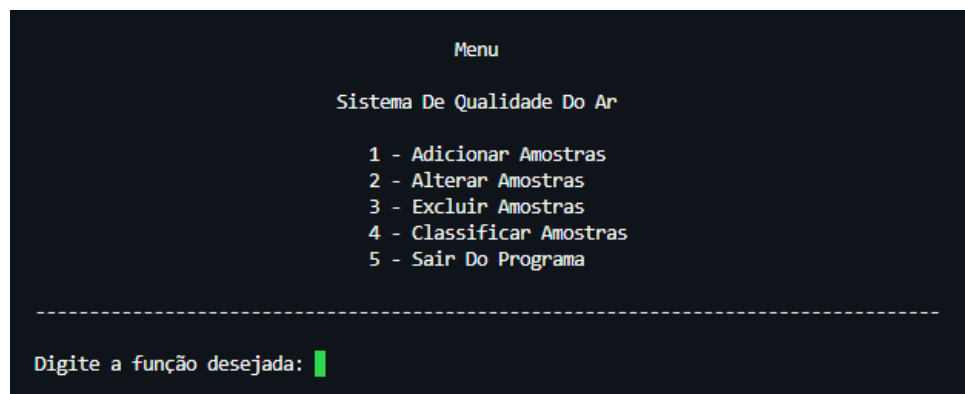 Menu
Sistema De Qualidade Do Ar
1 - Adicionar Amostras
2 - Alterar Amostras
3 - Excluir Amostras
4 - Classificar Amostras
5 - Sair Do Programa
------------------------------------------------------------------------------------
Digite a função desejada: